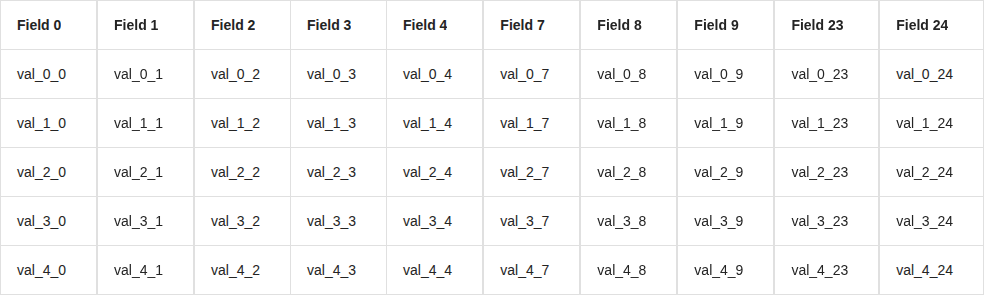 Field 0 Field 1 Field 2 Field 3 Field 4 Field 7 Field 8 Field 9 Field 23 Field 24
val_0_0 val_0_1 val_0_2 val_0_3 val_0_4 val_0_7 val_0_8 val_0_9 val_0_23 val_0_24
val_1_0 val_1_1 val_1_2 val_1_3 val_1_4 val_1_7 val_1_8 val_1_9 val_1_23 val_1_24
val_2_0 val_2_1 val_2_2 val_2_3 val_2_4 val_2_7 val_2_8 val_2_9 val_2_23 val_2_24
val_3_0 val_3_1 val_3_2 val_3_3 val_3_4 val_3_7 val_3_8 val_3_9 val_3_23 val_3_24
val_4_0 val_4_1 val_4_2 val_4_3 val_4_4 val_4_7 val_4_8 val_4_9 val_4_23 val_4_24